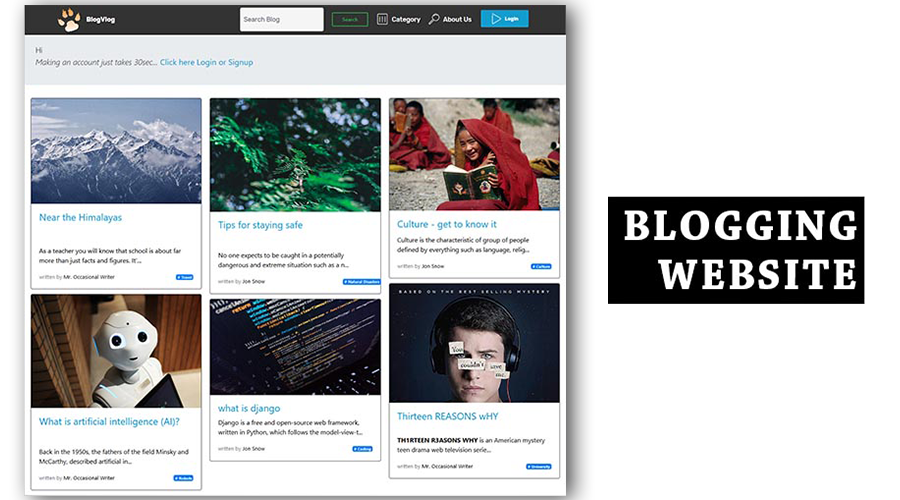 BlogVlog
Search Blog
Search
Category
About Us
Login
Hi
Making an account just takes 30sec... Click here Login or Signup
Near the Himalayas
As a teacher you will know that school is about far
more than just facts and figures. It'...
written by Mr. Occasional Writer
# Travel
Tips for staying safe
No one expects to be caught in a potentially
dangerous and extreme situation such as a n...
written by Jon Snow
# Natural Disaster
Culture - get to know it
Culture is the characteristic of group of people
defined by everything such as language, relig...
written by Jon Snow
# Culture
What is artificial intelligence (AI)?
Back in the 1950s, the fathers of the field Minsky and
McCarthy, described artificial in...
written by Mr. Occasional Writer
# Robots
what is django
Django is a free and open-source web framework,
written in Python, which follows the model-view-t...
written by Jon Snow
# Coding
BASED ON THE BEST SELLING MYSTERY
You
couldn't
save
me.
Thirteen REASONS wHY
TH1RTEEN R3ASONS WHY is an American mystery
teen drama web television serie...
written by Mr. Occasional Writer
# University
BLOGGING
WEBSITE